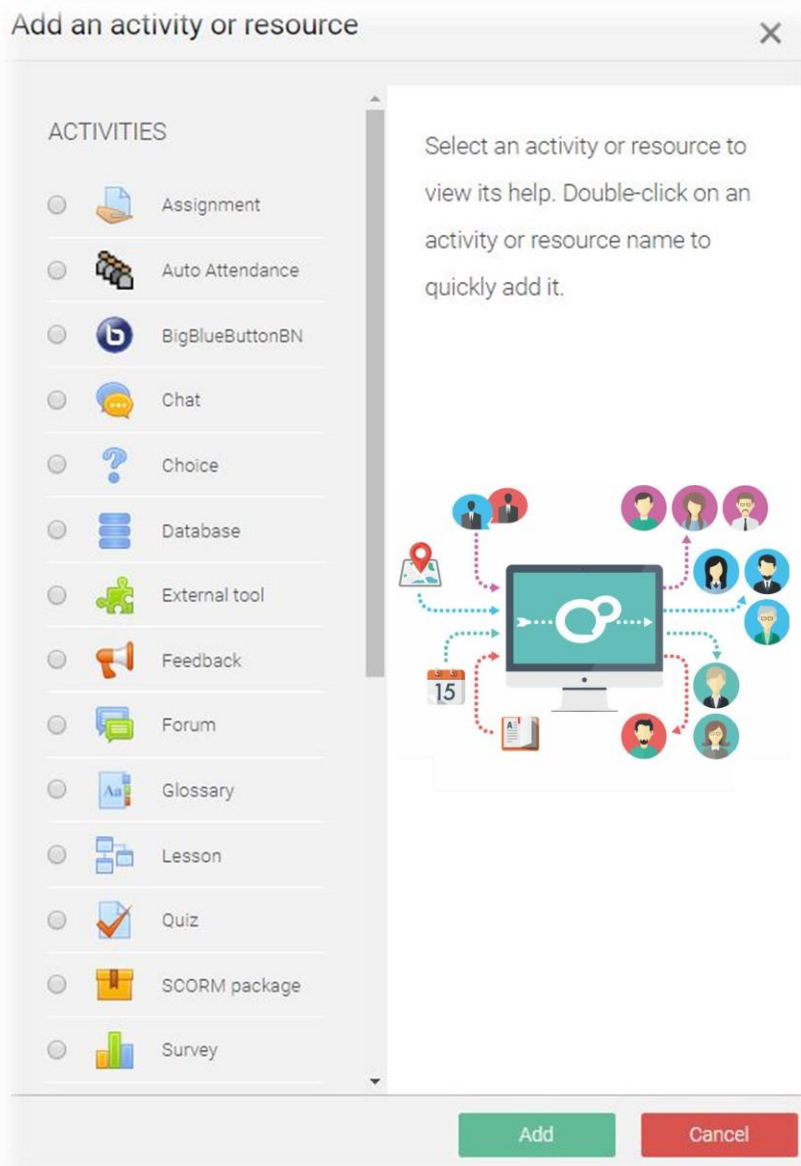 Add an activity or resource
ACTIVITIES
Assignment
Auto Attendance
BigBlueButtonBN
Chat
Choice
Database
External tool
Feedback
Forum
Aa
Glossary
Lesson
Quiz
SCORM package
Survey
Select an activity or resource to
view its help. Double-click on an
activity or resource name to
quickly add it.
15
A
Add
Cancel